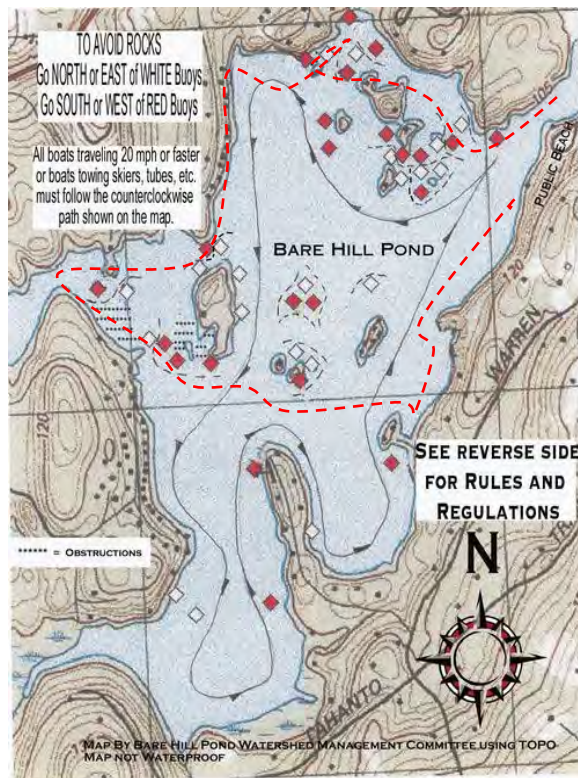 TO AVOID ROCKS
Go NORTH or EAST of WHITE Buoys
Go SOUTH or WEST of RED Buoys
All boats traveling 20 mph or faster
or boats towing skiers, tubes, etc.
must follow the counterclockwise
path shown on the map.
105
PUBLIC BEACH
BARE HILL POND
120
WARREN
120
SEE REVERSE SIDE
FOR RULES AND
REGULATIONS
****** = OBSTRUCTIONS
N
TAHANTO
MAP BY BARE HILL POND WATERSHED MANAGEMENT COMMITTEE USING TOPO
MAP NOT WATERPROOF